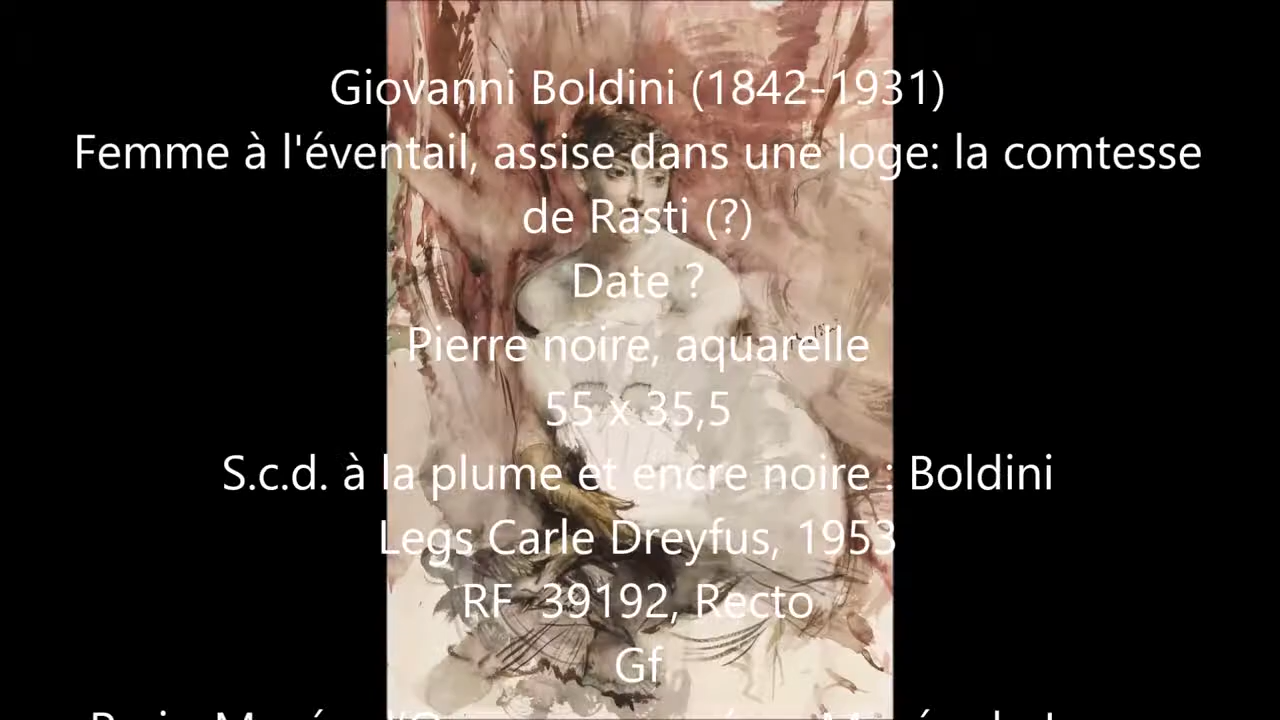 Giovanni Boldini (1842-1931)
Femme à l'éventail, assise dans une loge: la comtesse
de Rasti (?)
Date ?
Pierre noire, aquarelle
55 x 35,5
S.c.d. à la plume et encre noire : Boldini
Legs Carle Dreyfus, 1953
RF 39192, Recto
Gf